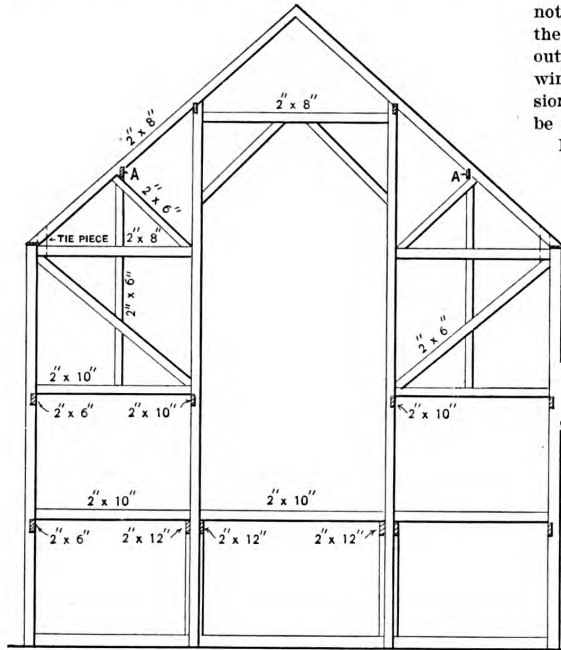 not
the
out
win
sion
be
2" x 8"
2" x 8"
A
A
2" x 6"
TIE PIECE
2" x 8"
2" x 6"
2" x 6"
2" x 10"
2" x 6"
2" x 10"
2" x 10"
2" x 10"
2" x 10"
2" x 6"
2" x 12"
2" x 12"
2" x 12"